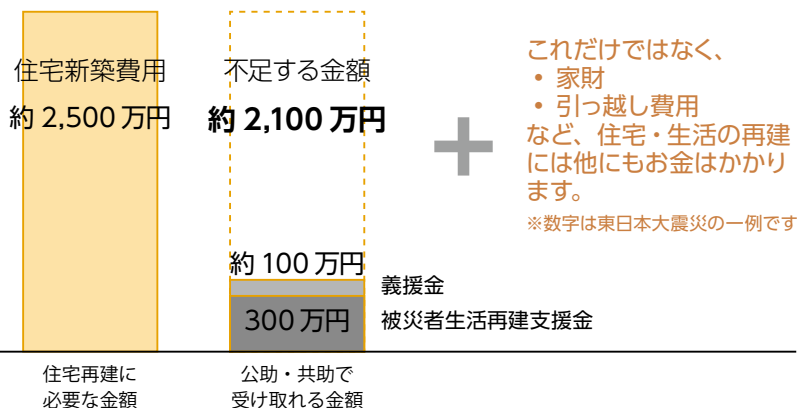 住宅新築費用
約 2,500 万円
不足する金額
約 2,100 万円
約 100 万円
300 万円
義援金
被災者生活再建支援金
住宅再建に
必要な金額
公助・共助で
受け取れる金額
+
これだけではなく、
• 家財
• 引っ越し費用
など、住宅・生活の再建
には他にもお金はかかり
ます。
※数字は東日本大震災の一例です